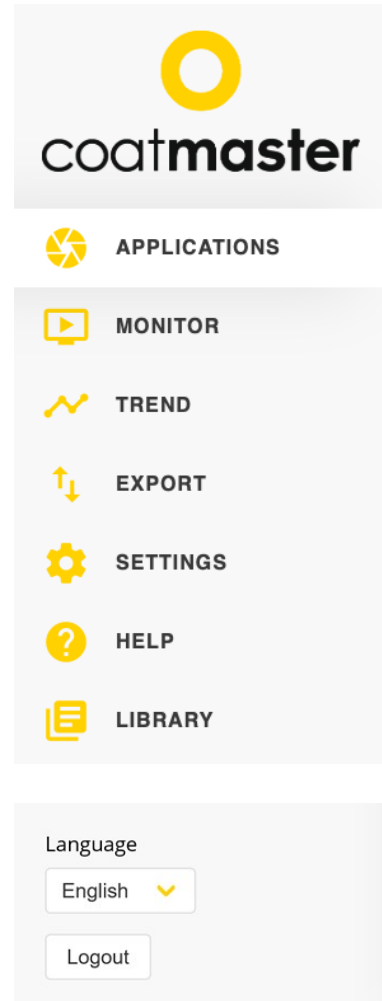 coatmaster
APPLICATIONS
MONITOR
TREND
EXPORT
SETTINGS
HELP
LIBRARY
Language
English
Logout